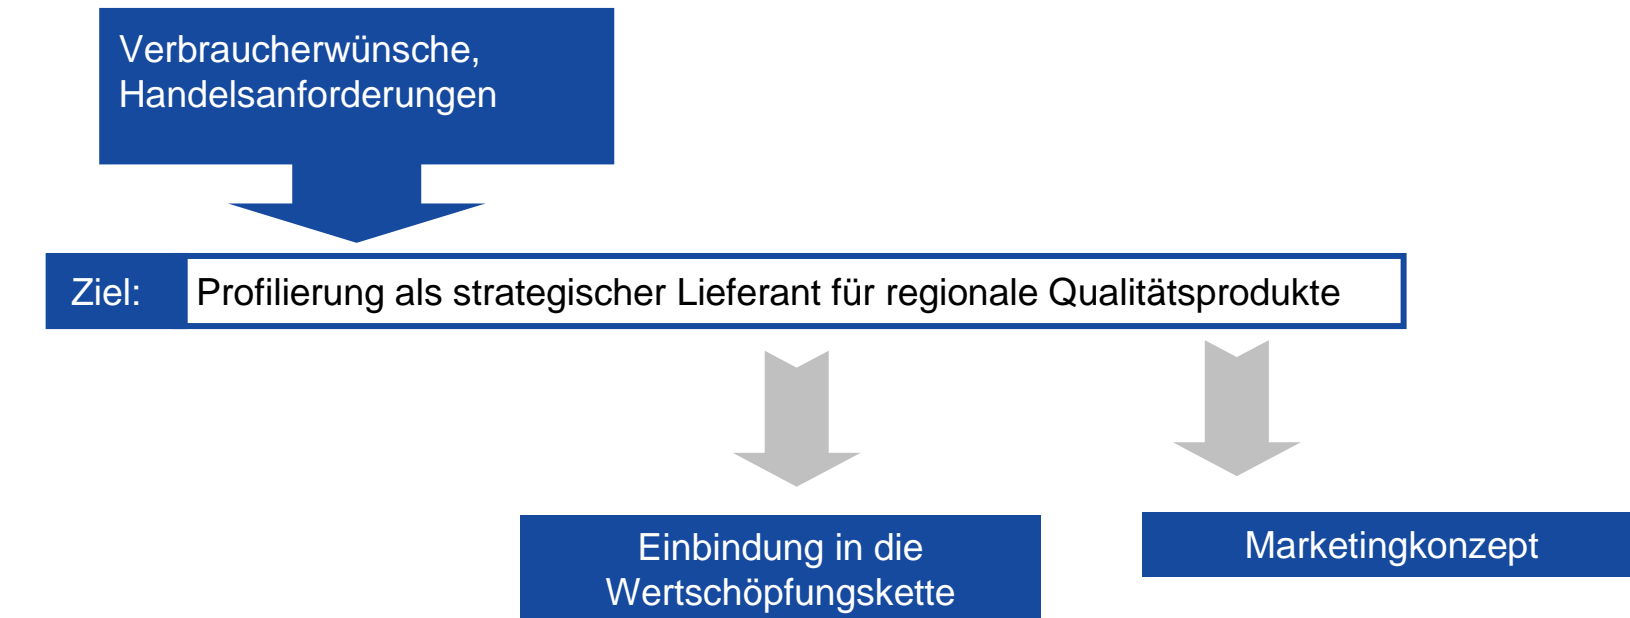 Verbraucherwünsche,
Handelsanforderungen
Ziel: Profilierung als strategischer Lieferant für regionale Qualitätsprodukte
Einbindung in die
Wertschöpfungskette
Marketingkonzept